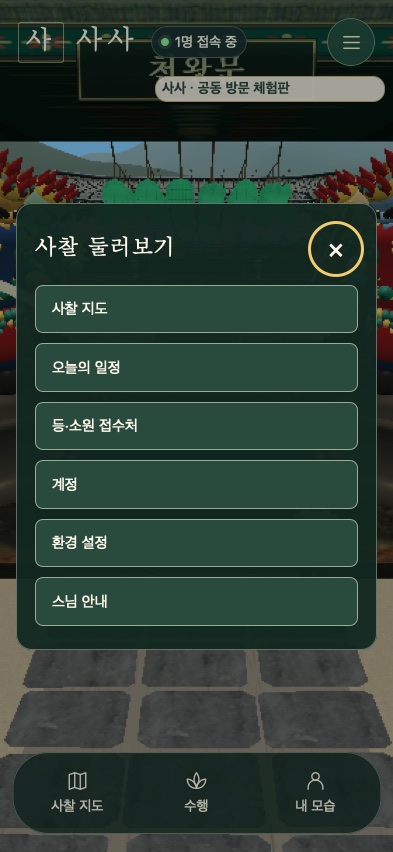 사 사사
1명 접속 중
천왕문
사사 · 공동 방문 체험판
사찰 둘러보기
사찰 지도
오늘의 일정
등·소원 접수처
계정
환경 설정
스님 안내
사찰 지도
수행
내 모습